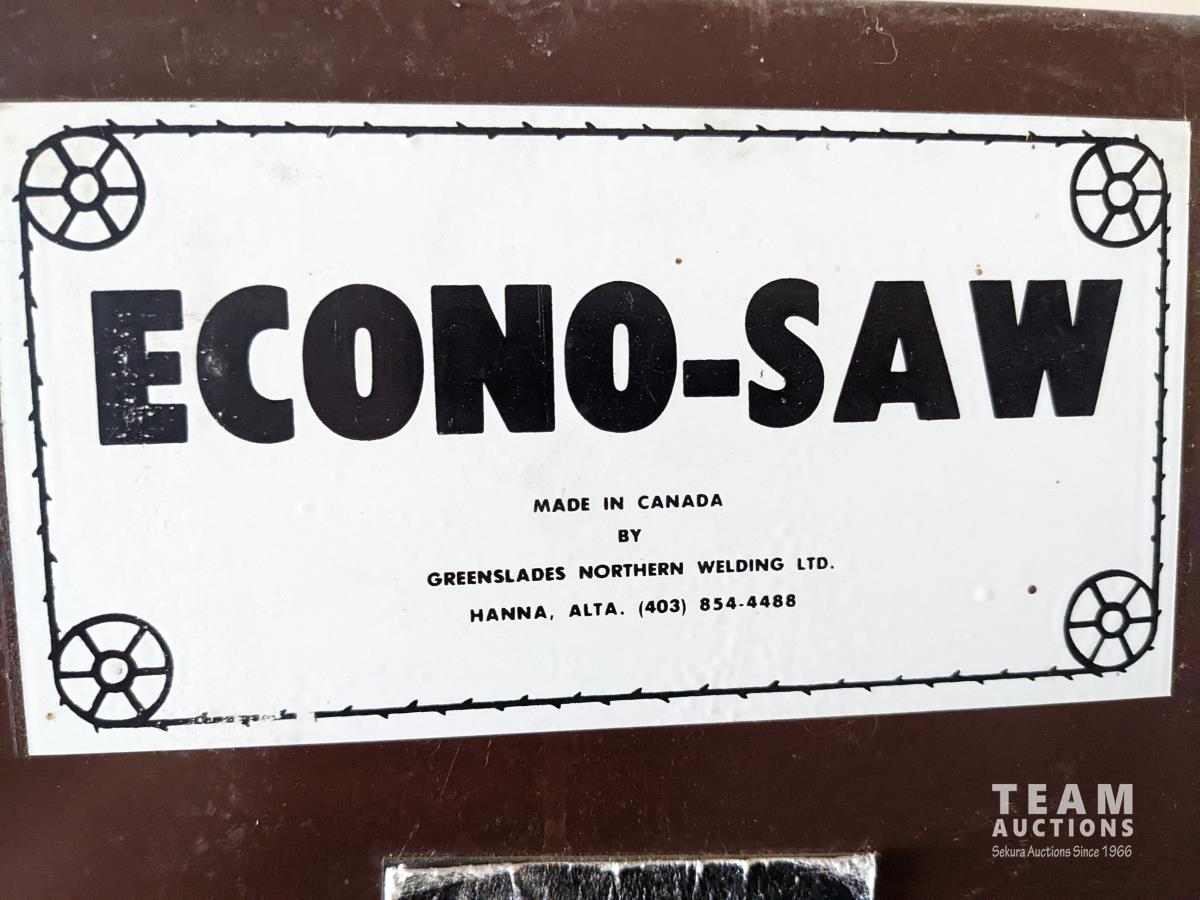 ECONO-SAW
MADE IN CANADA
BY
GREENSLADES NORTHERN WELDING LTD.
HANNA, ALTA. (403) 854-4488
TEAM
AUCTIONS
Sekura Auctions Since 1966